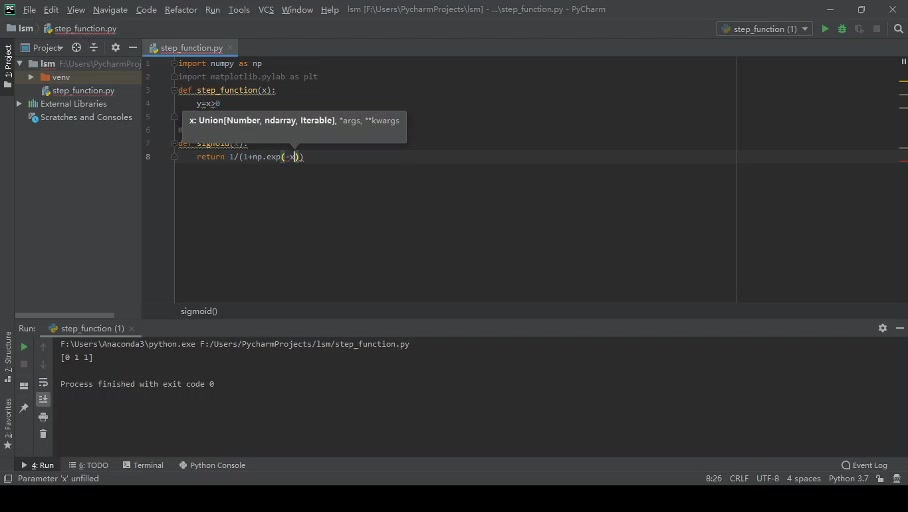 File Edit View Navigate Code Refactor Run Tools VCS Window Help lsm [F:\Users\PycharmProjects\lsm] - ...\step_function.py - PyCharm
lsm step_function.py step_function (1)
1: Project
Project step_function.py
lsm F:\Users\PycharmProj
venv
step_function.py
External Libraries
Scratches and Consoles
1 import numpy as np
2 import matplotlib.pylab as plt
3 def step_function(x):
4 y=x>0
5
x: Union[Number, ndarray, Iterable], *args, **kwargs
6 #
7 def sigmoid( ):
8 return 1/(1+np.exp(-x))
sigmoid()
Run: step_function (1)
F:\Users\Anaconda3\python.exe F:/Users/PycharmProjects/lsm/step_function.py
[0 1 1]
Process finished with exit code 0
7: Structure
2: Favorites
4: Run 6: TODO Terminal Python Console Event Log
Parameter 'x' unfilled 8:26 CRLF UTF-8 4 spaces Python 3.7